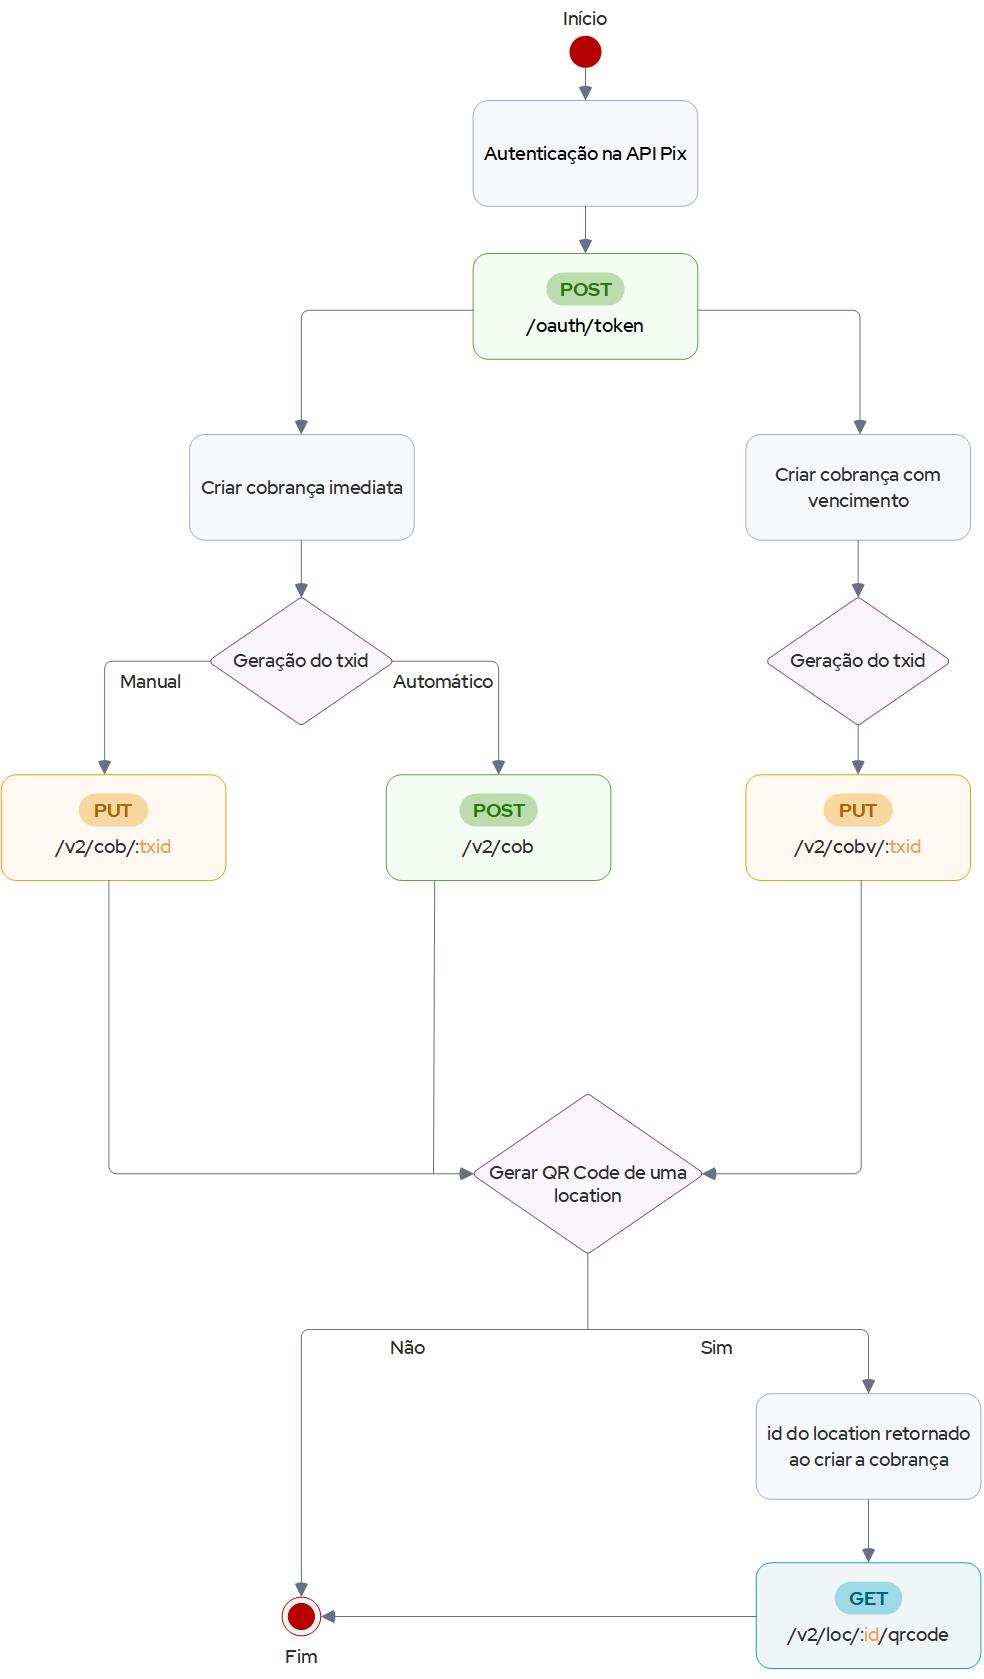 Início
Autenticação na API Pix
POST
/oauth/token
Criar cobrança imediata
Criar cobrança com
vencimento
Geração do txid
Geração do txid
Manual
Automático
PUT
/v2/cob/:txid
POST
/v2/cob
PUT
/v2/cobv/:txid
Gerar QR Code de uma
location
Não
Sim
id do location retornado
ao criar a cobrança
GET
/v2/loc/:id/qrcode
Fim